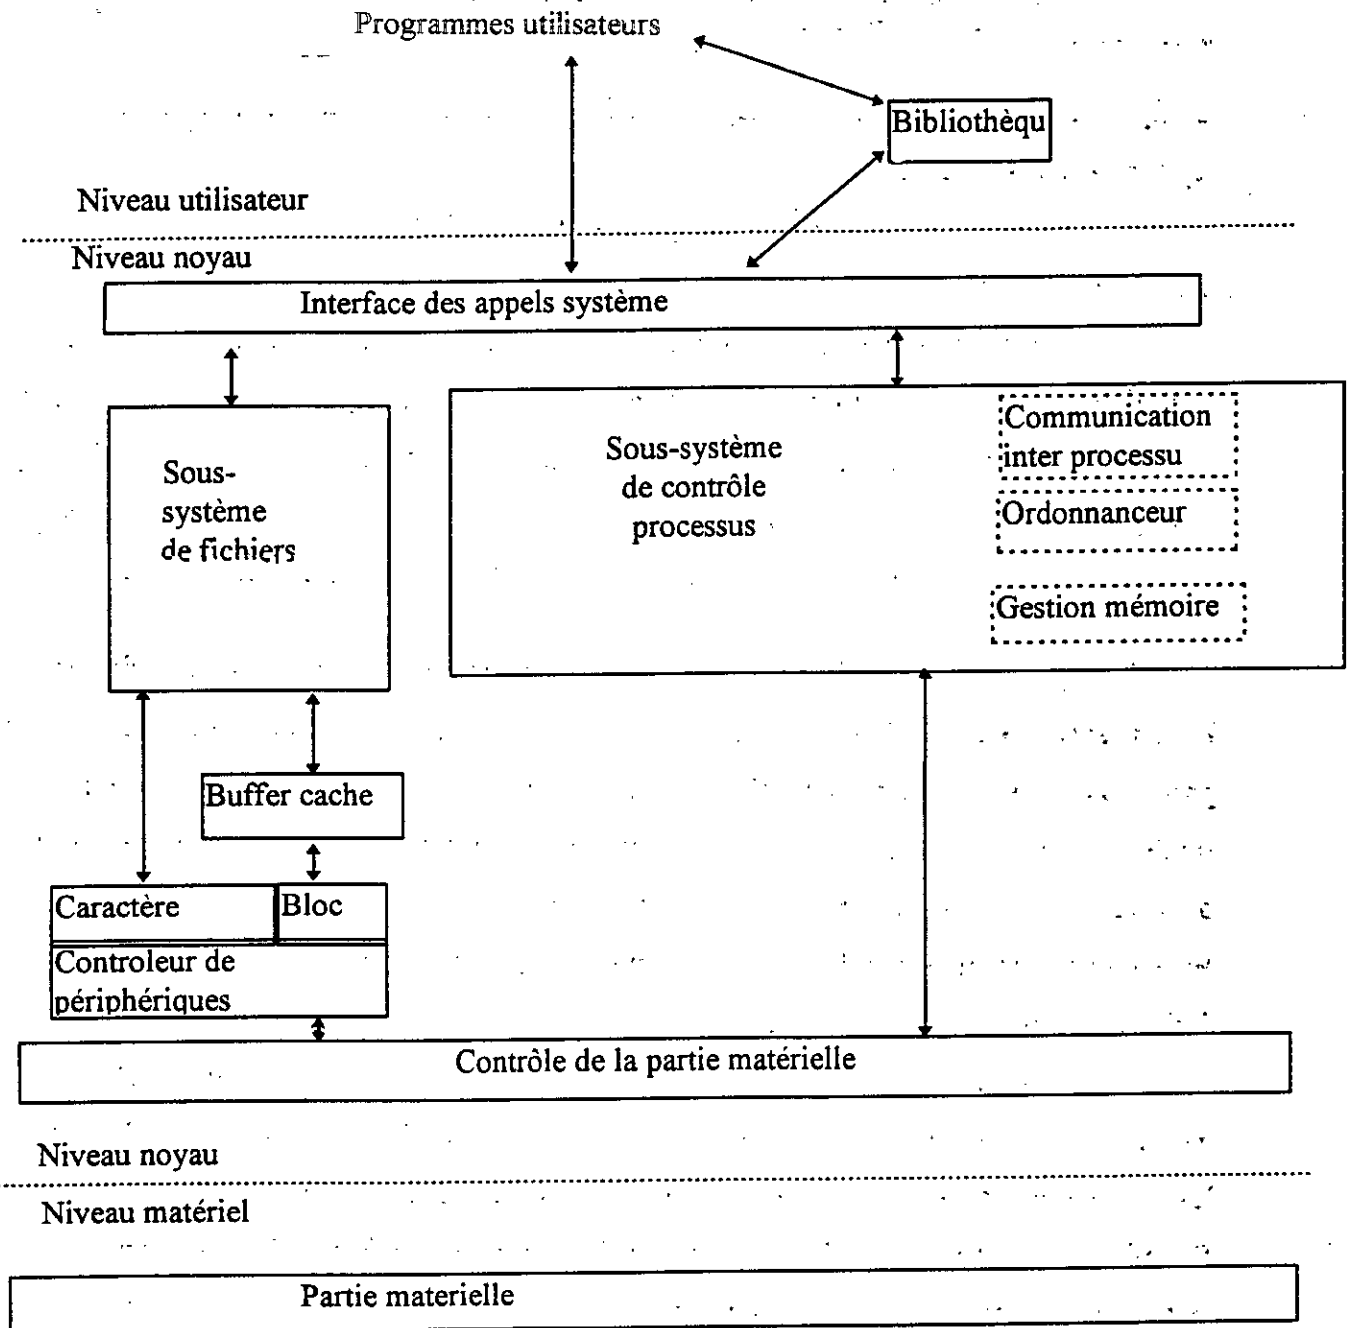 Programmes utilisateurs
Bibliothèqu
Niveau utilisateur
Niveau noyau
Interface des appels système
Sous-
système
de fichiers
Sous-système
de contrôle
processus
Communication
inter processu
Ordonnanceur
Gestion mémoire
Buffer cache
Caractère
Bloc
Controleur de
périphériques
Contrôle de la partie matérielle
Niveau noyau
Niveau matériel
Partie materielle